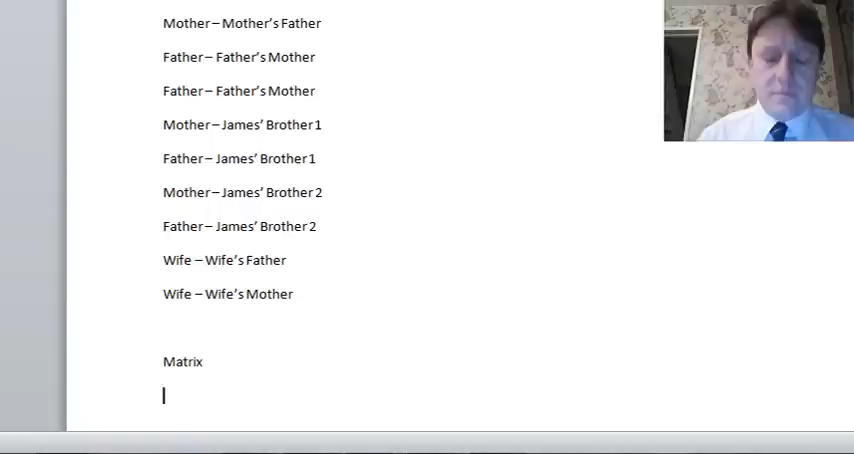 Mother – Mother's Father
Father – Father's Mother
Father – Father's Mother
Mother – James' Brother 1
Father – James' Brother 1
Mother – James' Brother 2
Father – James' Brother 2
Wife – Wife's Father
Wife – Wife's Mother
Matrix